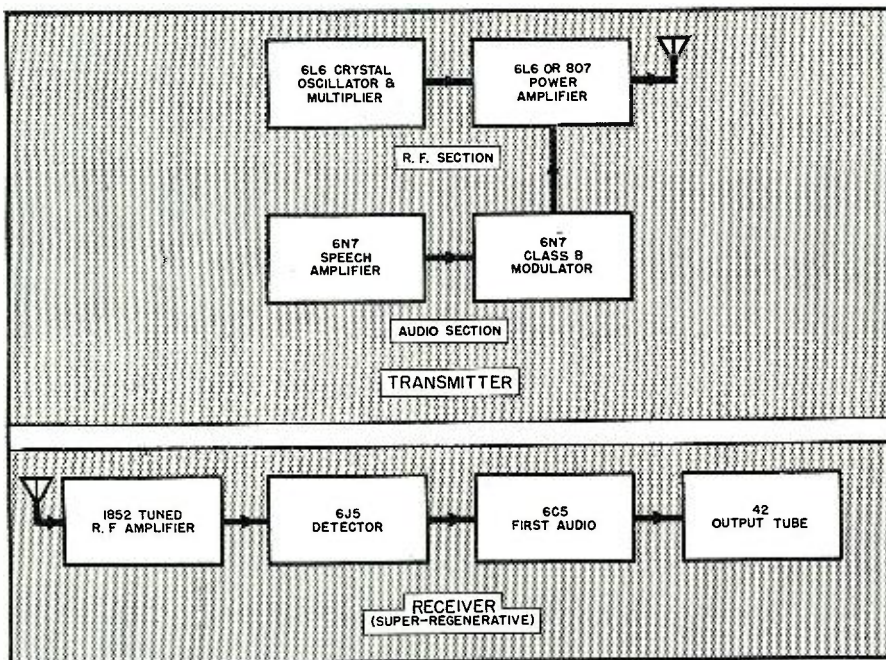 6L6 CRYSTAL
OSCILLATOR &
MULTIPLIER
6L6 OR 807
POWER
AMPLIFIER
R. F. SECTION
6N7
SPEECH
AMPLIFIER
6N7
CLASS B
MODULATOR
AUDIO SECTION
TRANSMITTER
1852 TUNED
R. F AMPLIFIER
6J5
DETECTOR
6C5
FIRST AUDIO
42
OUTPUT TUBE
RECEIVER
(SUPER-REGENERATIVE)